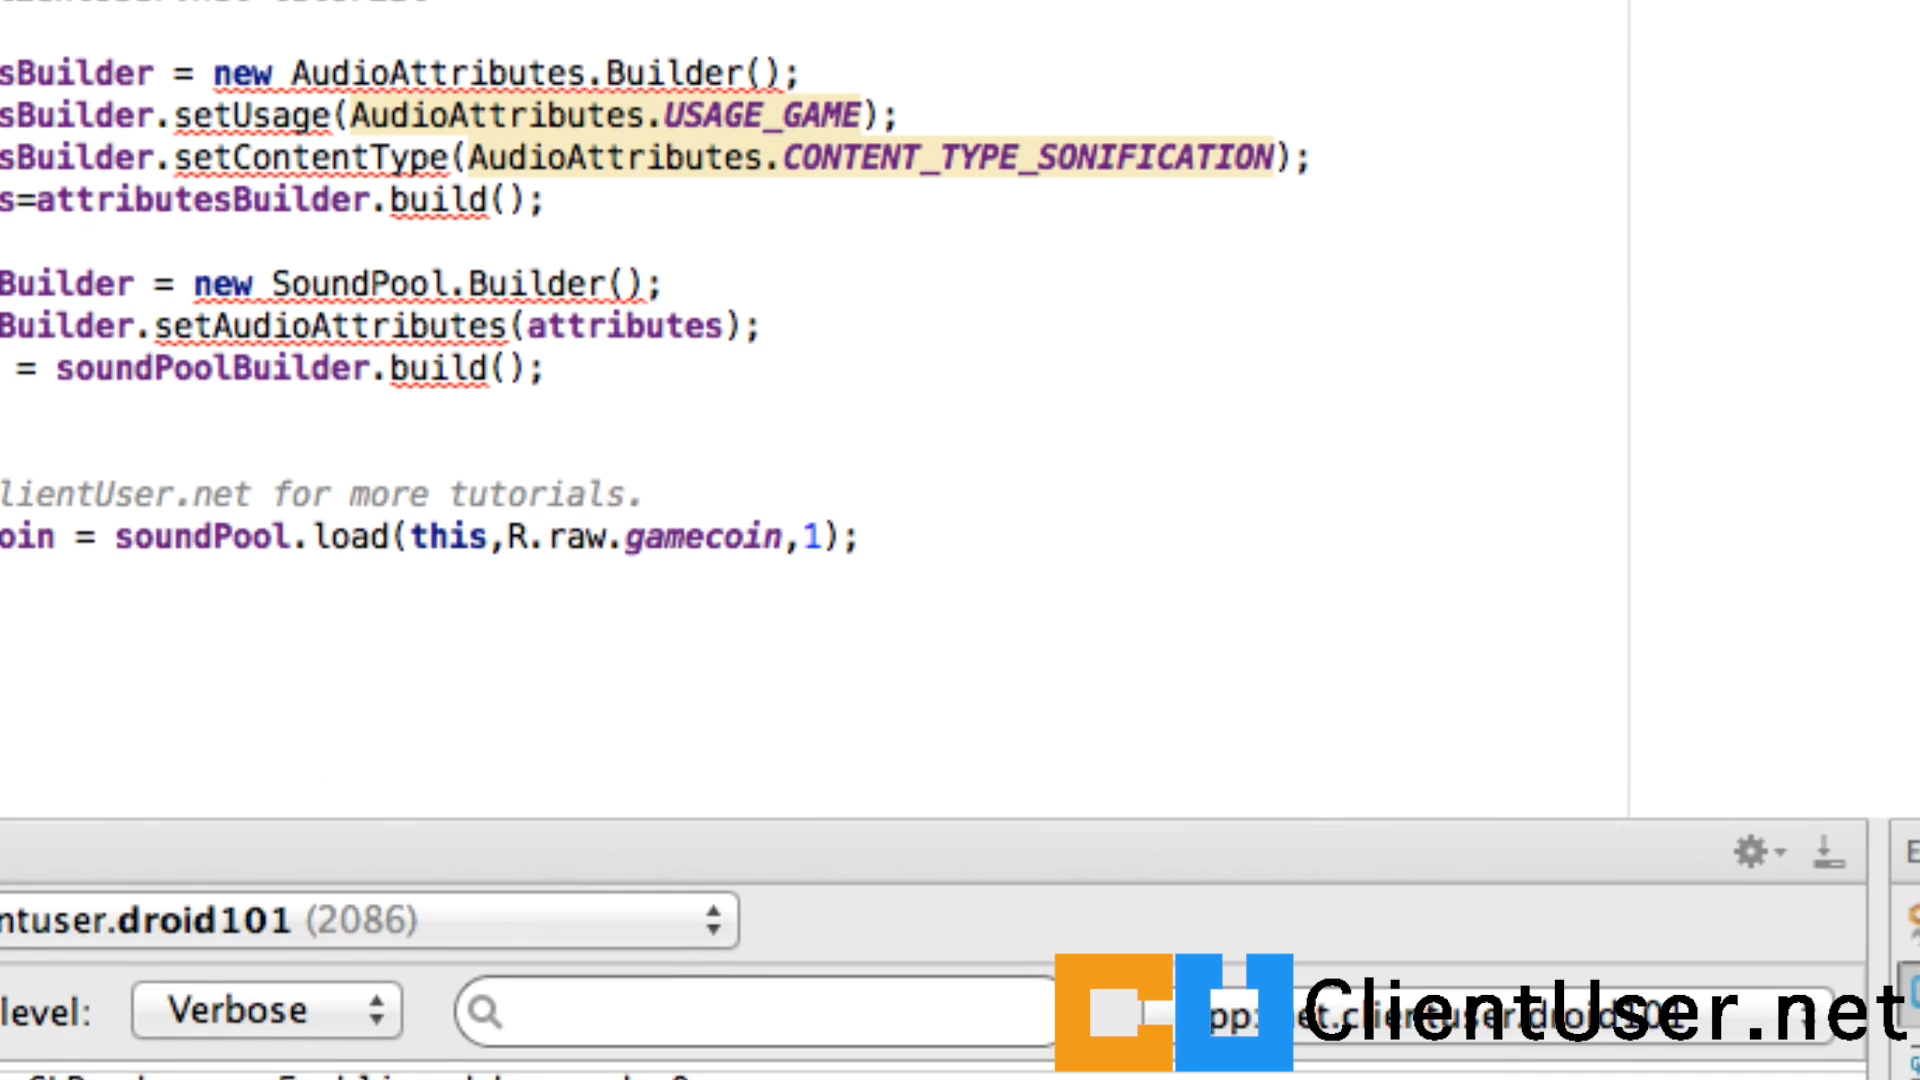 sBuilder = new AudioAttributes.Builder();
sBuilder.setUsage(AudioAttributes.USAGE_GAME);
sBuilder.setContentType(AudioAttributes.CONTENT_TYPE_SONIFICATION);
s=attributesBuilder.build();
Builder = new SoundPool.Builder();
Builder.setAudioAttributes(attributes);
= soundPoolBuilder.build();
lientUser.net for more tutorials.
oin = soundPool.load(this,R.raw.gamecoin,1);
ntuser.droid101 (2086)
level: Verbose
ClientUser.net